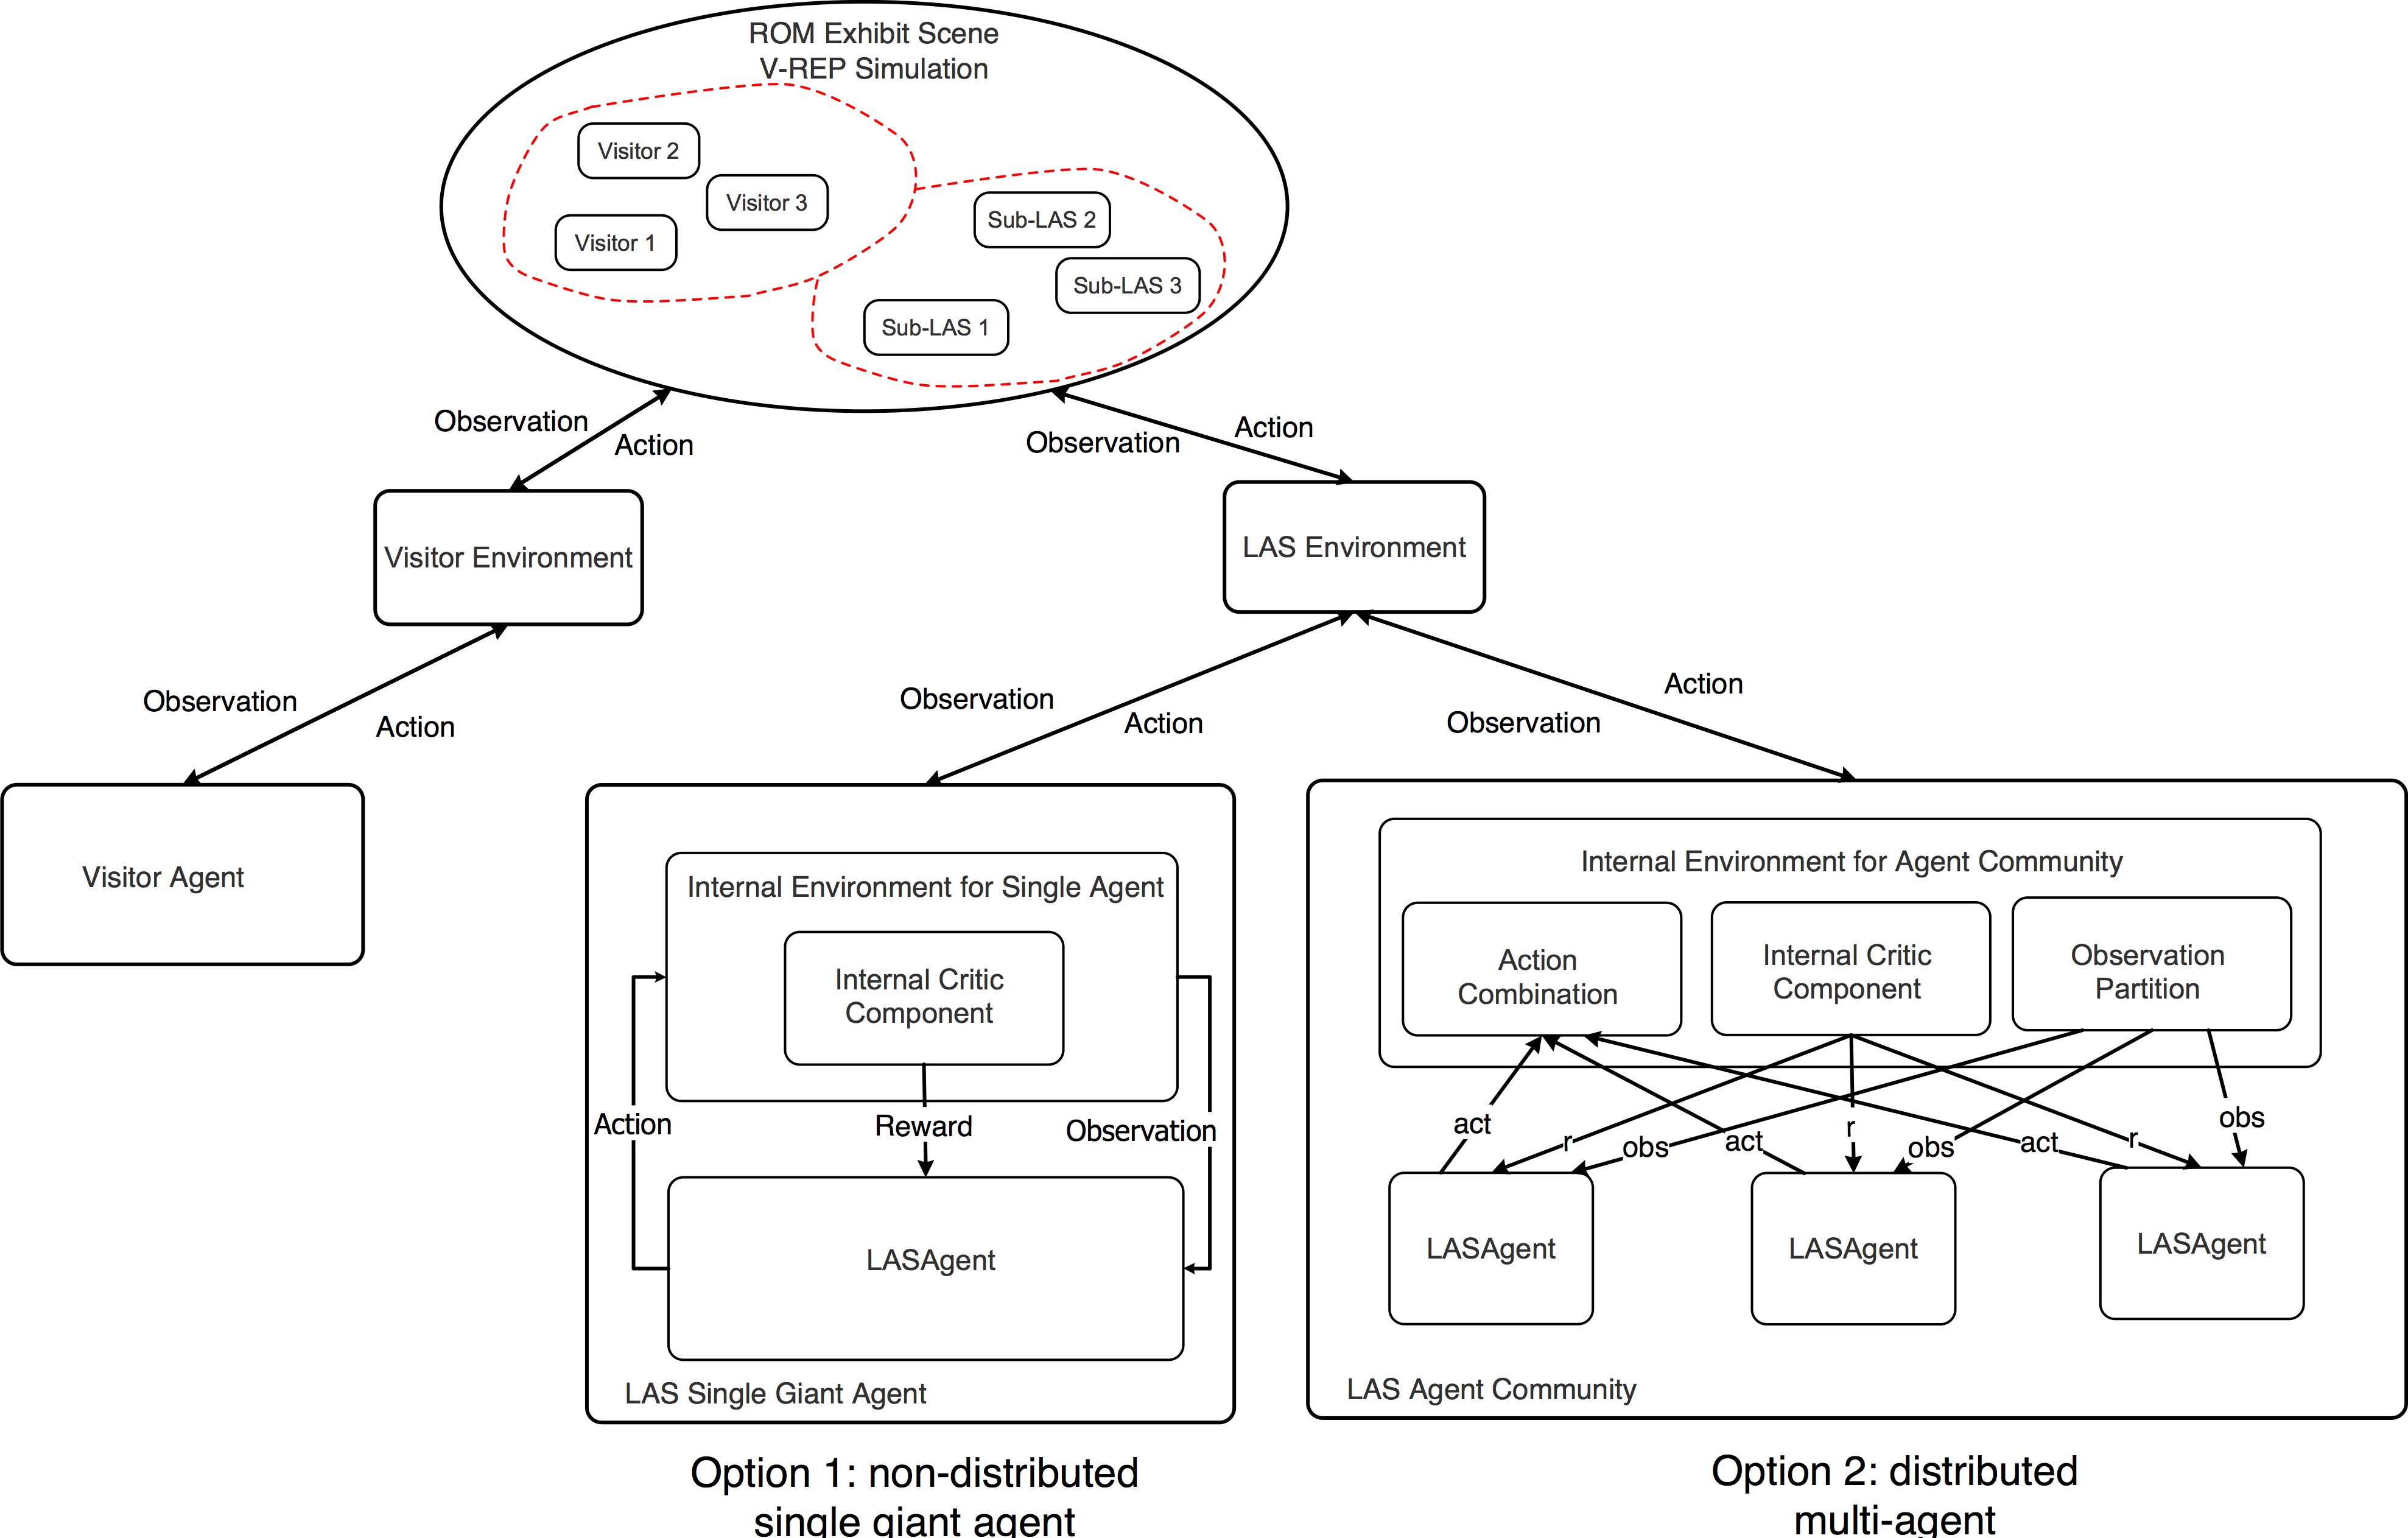 ROM Exhibit Scene
V-REP Simulation
Visitor 2
Visitor 3
Visitor 1
Sub-LAS 2
Sub-LAS 3
Sub-LAS 1
Observation
Action
Observation
Action
Visitor Environment
LAS Environment
Observation
Action
Observation
Action
Action
Observation
Visitor Agent
Internal Environment for Single Agent
Internal Critic
Component
Action
Reward
Observation
LASAgent
LAS Single Giant Agent
Internal Environment for Agent Community
Action
Combination
Internal Critic
Component
Observation
Partition
act
r
obs
act
r
obs
act
r
obs
LASAgent
LASAgent
LASAgent
LAS Agent Community
Option 1: non-distributed
single giant agent
Option 2: distributed
multi-agent